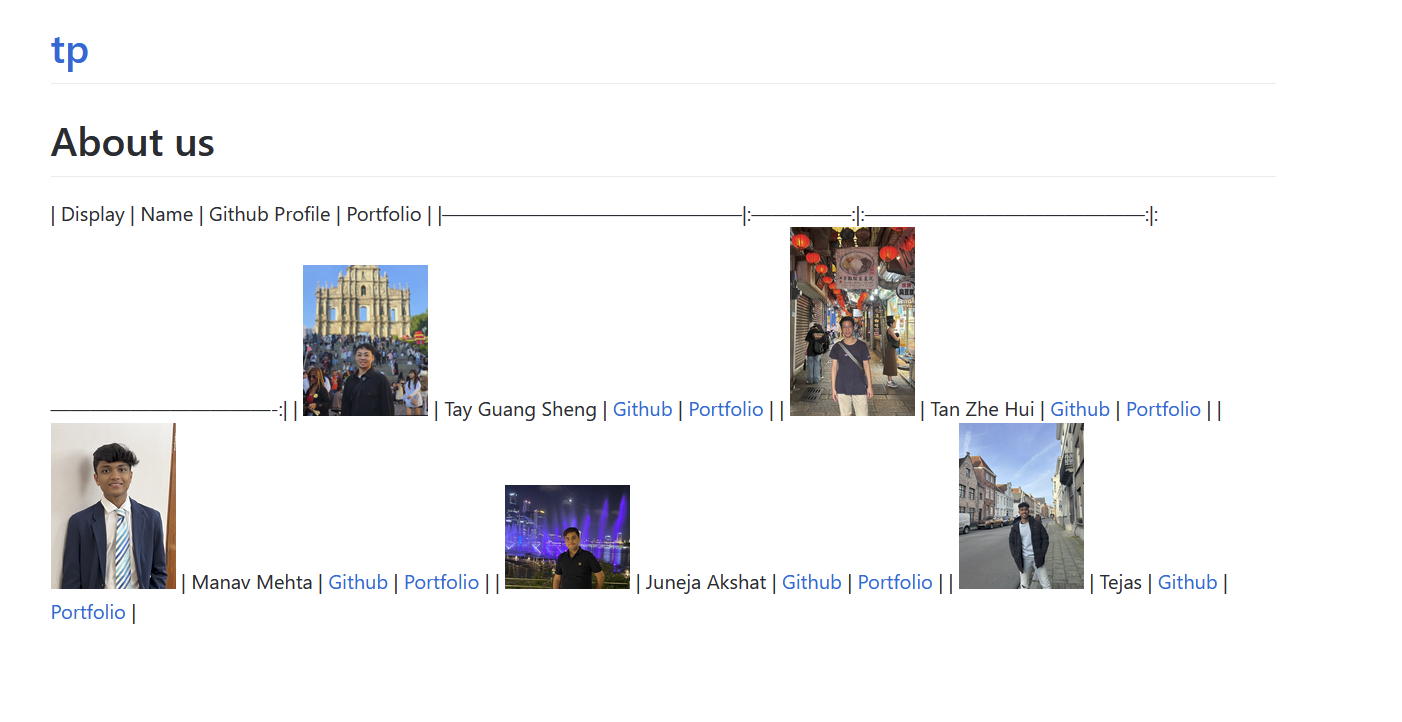 tp
About us
| Display | Name | Github Profile | Portfolio | |——————————————————————|:——————:|:——————————————————:|:
——————————————-:| | | Tay Guang Sheng | Github | Portfolio | | | Tan Zhe Hui | Github | Portfolio | |
| Manav Mehta | Github | Portfolio | | | Juneja Akshat | Github | Portfolio | | | Tejas | Github |
Portfolio |